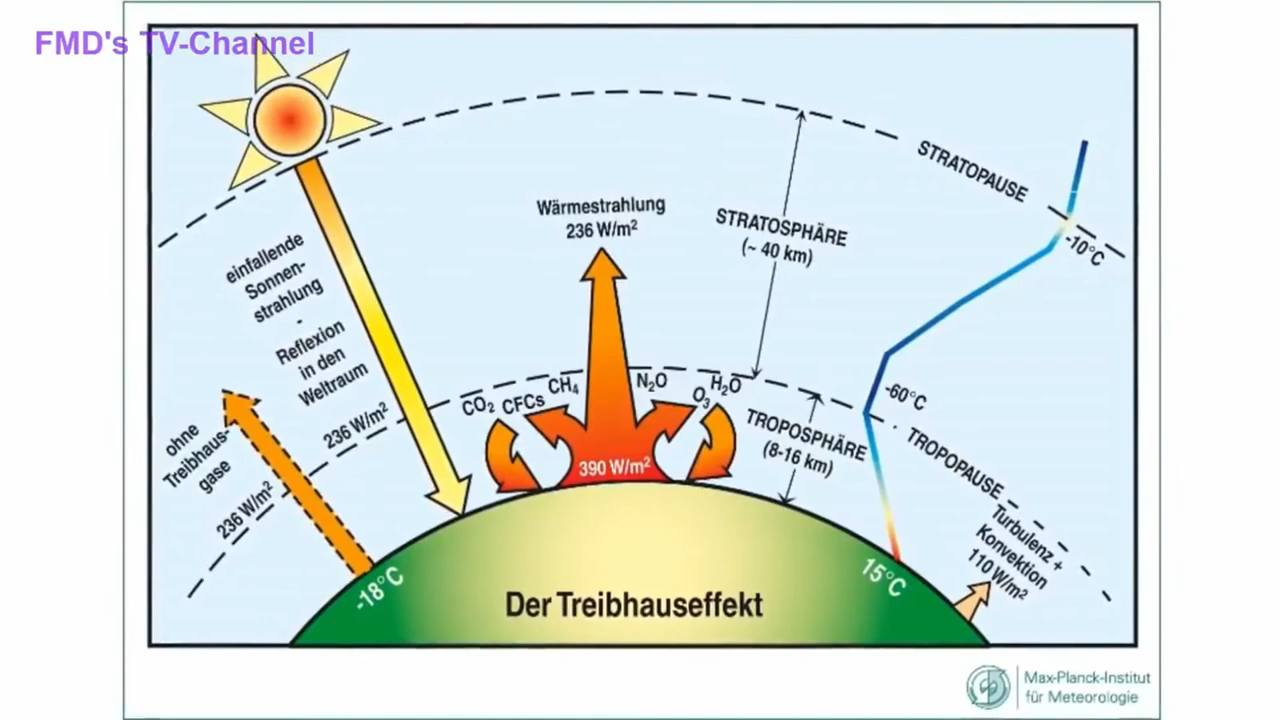 FMD's TV-Channel
STRATOPAUSE
-10°C
Wärmestrahlung
236 W/m²
STRATOSPHÄRE
(~ 40 km)
einfallende
Sonnen-
strahlung
-
Reflexion
in den
Weltraum
236 W/m²
ohne
Treibhaus-
gase
236 W/m²
CO₂
CFCs
CH₄
N₂O
O₃
H₂O
390 W/m²
TROPOSPHÄRE
(8-16 km)
-60°C
TROPOPAUSE
Turbulenz +
Konvektion
110 W/m²
-18°C
15°C
Der Treibhauseffekt
Max-Planck-Institut
für Meteorologie